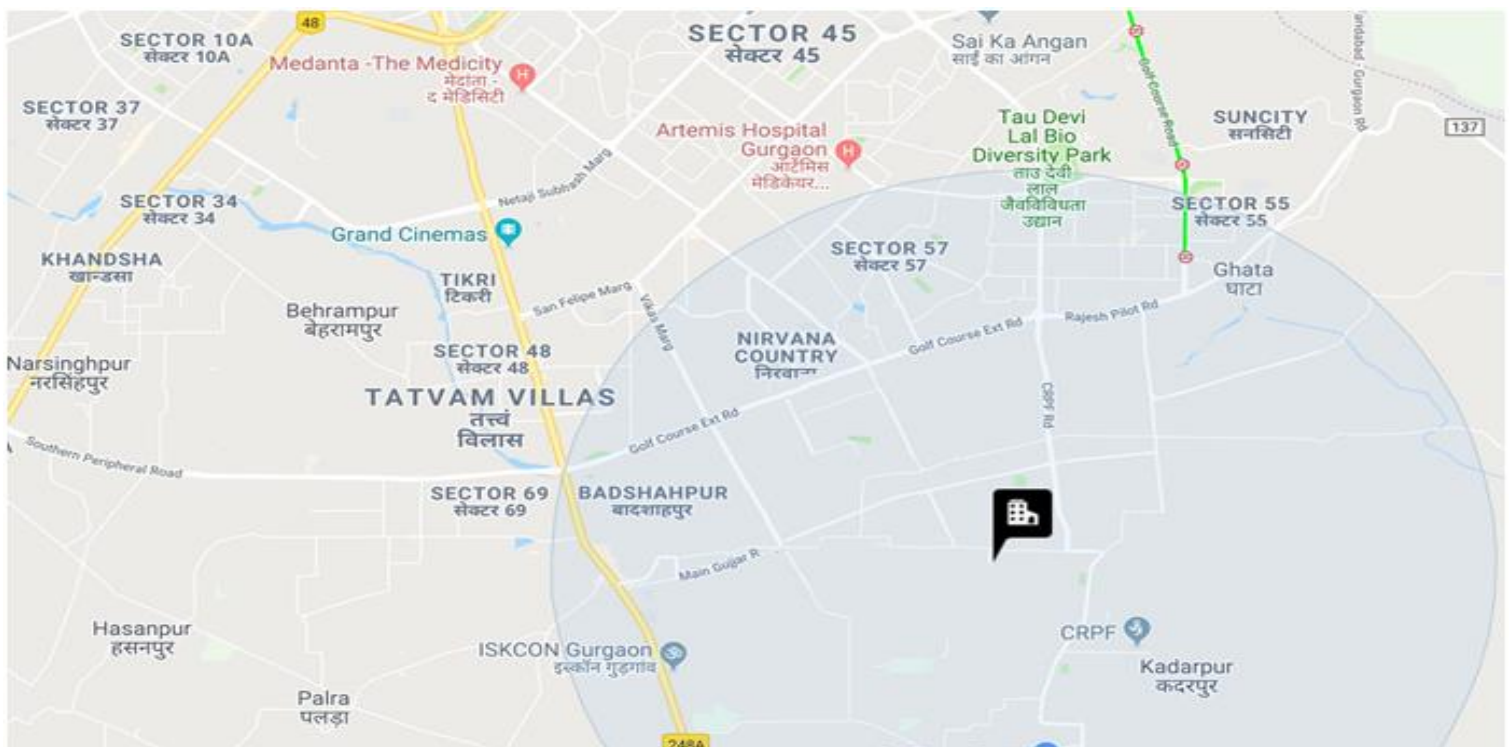 48
SECTOR 10A
सेक्टर 10A
SECTOR 45
सेक्टर 45
Sai Ka Angan
साईं का आंगन
Medanta -The Medicity
मेदांता -
द मेडिसिटी
Golf Course Road
Faridabad - Gurgaon Rd
SECTOR 37
सेक्टर 37
Artemis Hospital
Gurgaon
आर्टेमिस
मेडिकेयर...
Tau Devi
Lal Bio
Diversity Park
ताउ देवी
लाल
जैवविविधता
उद्यान
SUNCITY
सनसिटी
137
Netaji Subhash Marg
SECTOR 34
सेक्टर 34
Grand Cinemas
SECTOR 55
सेक्टर 55
SECTOR 57
सेक्टर 57
KHANDSHA
खान्डसा
TIKRI
टिकरी
Ghata
घाटा
Behrampur
बेहरामपुर
San Felipe Marg
Vikas Marg
Rajesh Pilot Rd
Golf Course Ext Rd
NIRVANA
COUNTRY
SECTOR 48
सेक्टर 48
Narsinghpur
नरसिंहपुर
TATVAM VILLAS
तत्त्वं
विलास
CRPF Rd
Golf Course Ext Rd
Southern Peripheral Road
SECTOR 69
सेक्टर 69
BADSHAHPUR
बादशाहपुर
Main Gujjar R
Hasanpur
हसनपुर
ISKCON Gurgaon
इस्कॉन गुड़गांव
CRPF
Kadarpur
कदरपुर
Palra
पलड़ा
248A